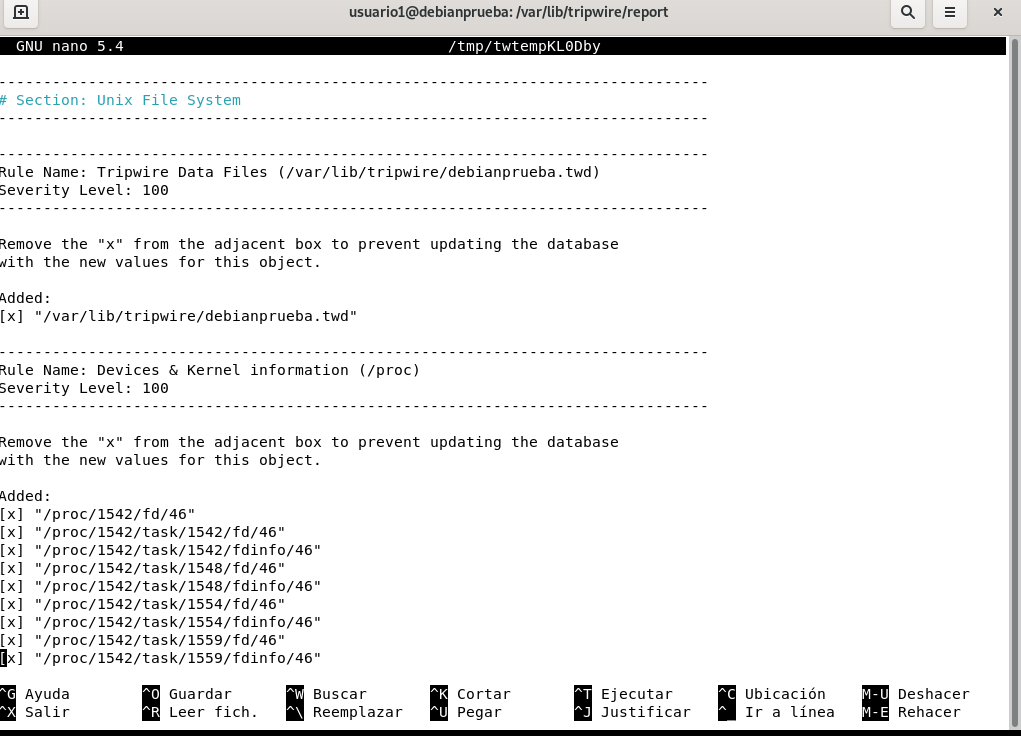 usuario1@debianprueba: /var/lib/tripwire/report
GNU nano 5.4 /tmp/twtempKL0Dby
-------------------------------------------------------------------------------
# Section: Unix File System
-------------------------------------------------------------------------------
-------------------------------------------------------------------------------
Rule Name: Tripwire Data Files (/var/lib/tripwire/debianprueba.twd)
Severity Level: 100
-------------------------------------------------------------------------------
Remove the "x" from the adjacent box to prevent updating the database
with the new values for this object.
Added:
[x] "/var/lib/tripwire/debianprueba.twd"
-------------------------------------------------------------------------------
Rule Name: Devices & Kernel information (/proc)
Severity Level: 100
-------------------------------------------------------------------------------
Remove the "x" from the adjacent box to prevent updating the database
with the new values for this object.
Added:
[x] "/proc/1542/fd/46"
[x] "/proc/1542/task/1542/fd/46"
[x] "/proc/1542/task/1542/fdinfo/46"
[x] "/proc/1542/task/1548/fd/46"
[x] "/proc/1542/task/1548/fdinfo/46"
[x] "/proc/1542/task/1554/fd/46"
[x] "/proc/1542/task/1554/fdinfo/46"
[x] "/proc/1542/task/1559/fd/46"
[x] "/proc/1542/task/1559/fdinfo/46"
^G Ayuda ^O Guardar ^W Buscar ^K Cortar ^T Ejecutar ^C Ubicación M-U Deshacer
^X Salir ^R Leer fich. ^\ Reemplazar ^U Pegar ^J Justificar ^_ Ir a línea M-E Rehacer